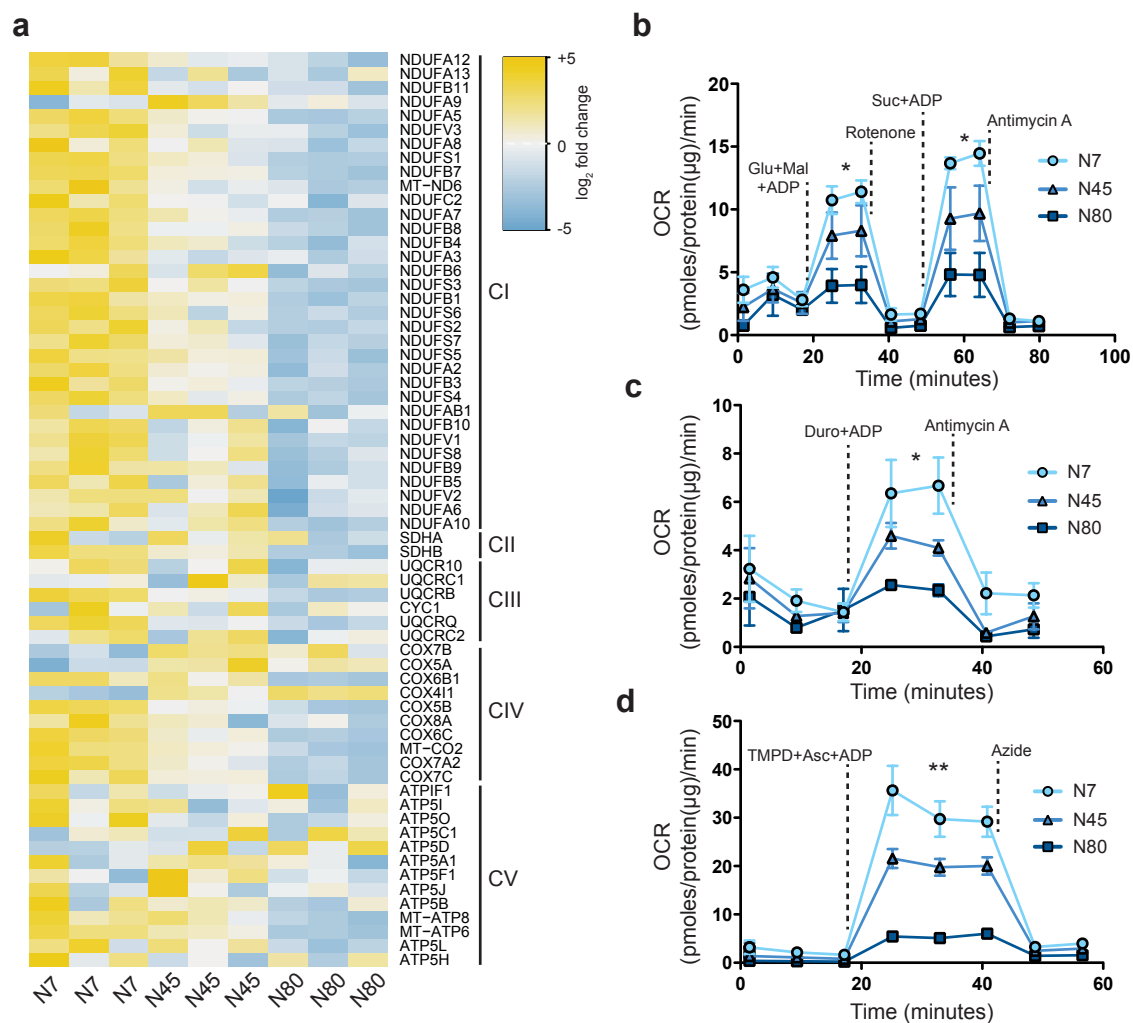 a
NDUFA12
NDUFA13
NDUFB11
NDUFA9
NDUFA5
NDUFV3
NDUFA8
NDUFS1
NDUFB7
MT−ND6
NDUFC2
NDUFA7
NDUFB8
NDUFB4
NDUFA3
NDUFB6
NDUFS3
NDUFB1
NDUFS6
NDUFS2
NDUFS7
NDUFS5
NDUFA2
NDUFB3
NDUFS4
NDUFAB1
NDUFB10
NDUFV1
NDUFS8
NDUFB9
NDUFB5
NDUFV2
NDUFA6
NDUFA10
SDHA
SDHB
UQCR10
UQCRC1
UQCRB
CYC1
UQCRQ
UQCRC2
COX7B
COX5A
COX6B1
COX4I1
COX5B
COX8A
COX6C
MT−CO2
COX7A2
COX7C
ATPIF1
ATP5I
ATP5O
ATP5C1
ATP5D
ATP5A1
ATP5F1
ATP5J
ATP5B
MT−ATP8
MT−ATP6
ATP5L
ATP5H
CI
CII
CIII
CIV
CV
N7 N7 N7 N45 N45 N45 N80 N80 N80
+5
0
-5
log2 fold change
b
OCR
(pmoles/protein(µg)/min)
20
15
10
5
0
0 20 40 60 80 100
Time (minutes)
Glu+Mal
+ADP
*
Rotenone
Suc+ADP
*
Antimycin A
N7
N45
N80
c
OCR
(pmoles/protein(µg)/min)
10
8
6
4
2
0
0 20 40 60
Time (minutes)
Duro+ADP
*
Antimycin A
N7
N45
N80
d
OCR
(pmoles/protein(µg)/min)
50
40
30
20
10
0
0 20 40 60
Time (minutes)
TMPD+Asc+ADP
**
Azide
N7
N45
N80